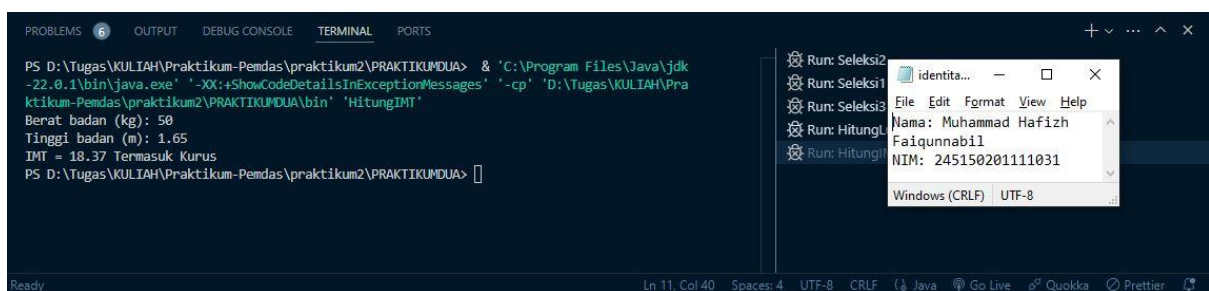 PROBLEMS 6 OUTPUT DEBUG CONSOLE TERMINAL PORTS
PS D:\Tugas\KULIAH\Praktikum-Pemdas\praktikum2\PRAKTIKUMDUA> & 'C:\Program Files\Java\jdk
-22.0.1\bin\java.exe' '-XX:+ShowCodeDetailsInExceptionMessages' '-cp' 'D:\Tugas\KULIAH\Pra
ktikum-Pemdas\praktikum2\PRAKTIKUMDUA\bin' 'HitungIMT'
Berat badan (kg): 50
Tinggi badan (m): 1.65
IMT = 18.37 Termasuk Kurus
PS D:\Tugas\KULIAH\Praktikum-Pemdas\praktikum2\PRAKTIKUMDUA>
Run: Seleksi2
Run: Seleksi1
Run: Seleksi3
Run: HitungL
Run: HitungI
identita...
File Edit Format View Help
Nama: Muhammad Hafizh
Faiqunnabil
NIM: 245150201111031
Windows (CRLF) UTF-8
Ready Ln 11, Col 40 Spaces: 4 UTF-8 CRLF {} Java Go Live Quokka Prettier